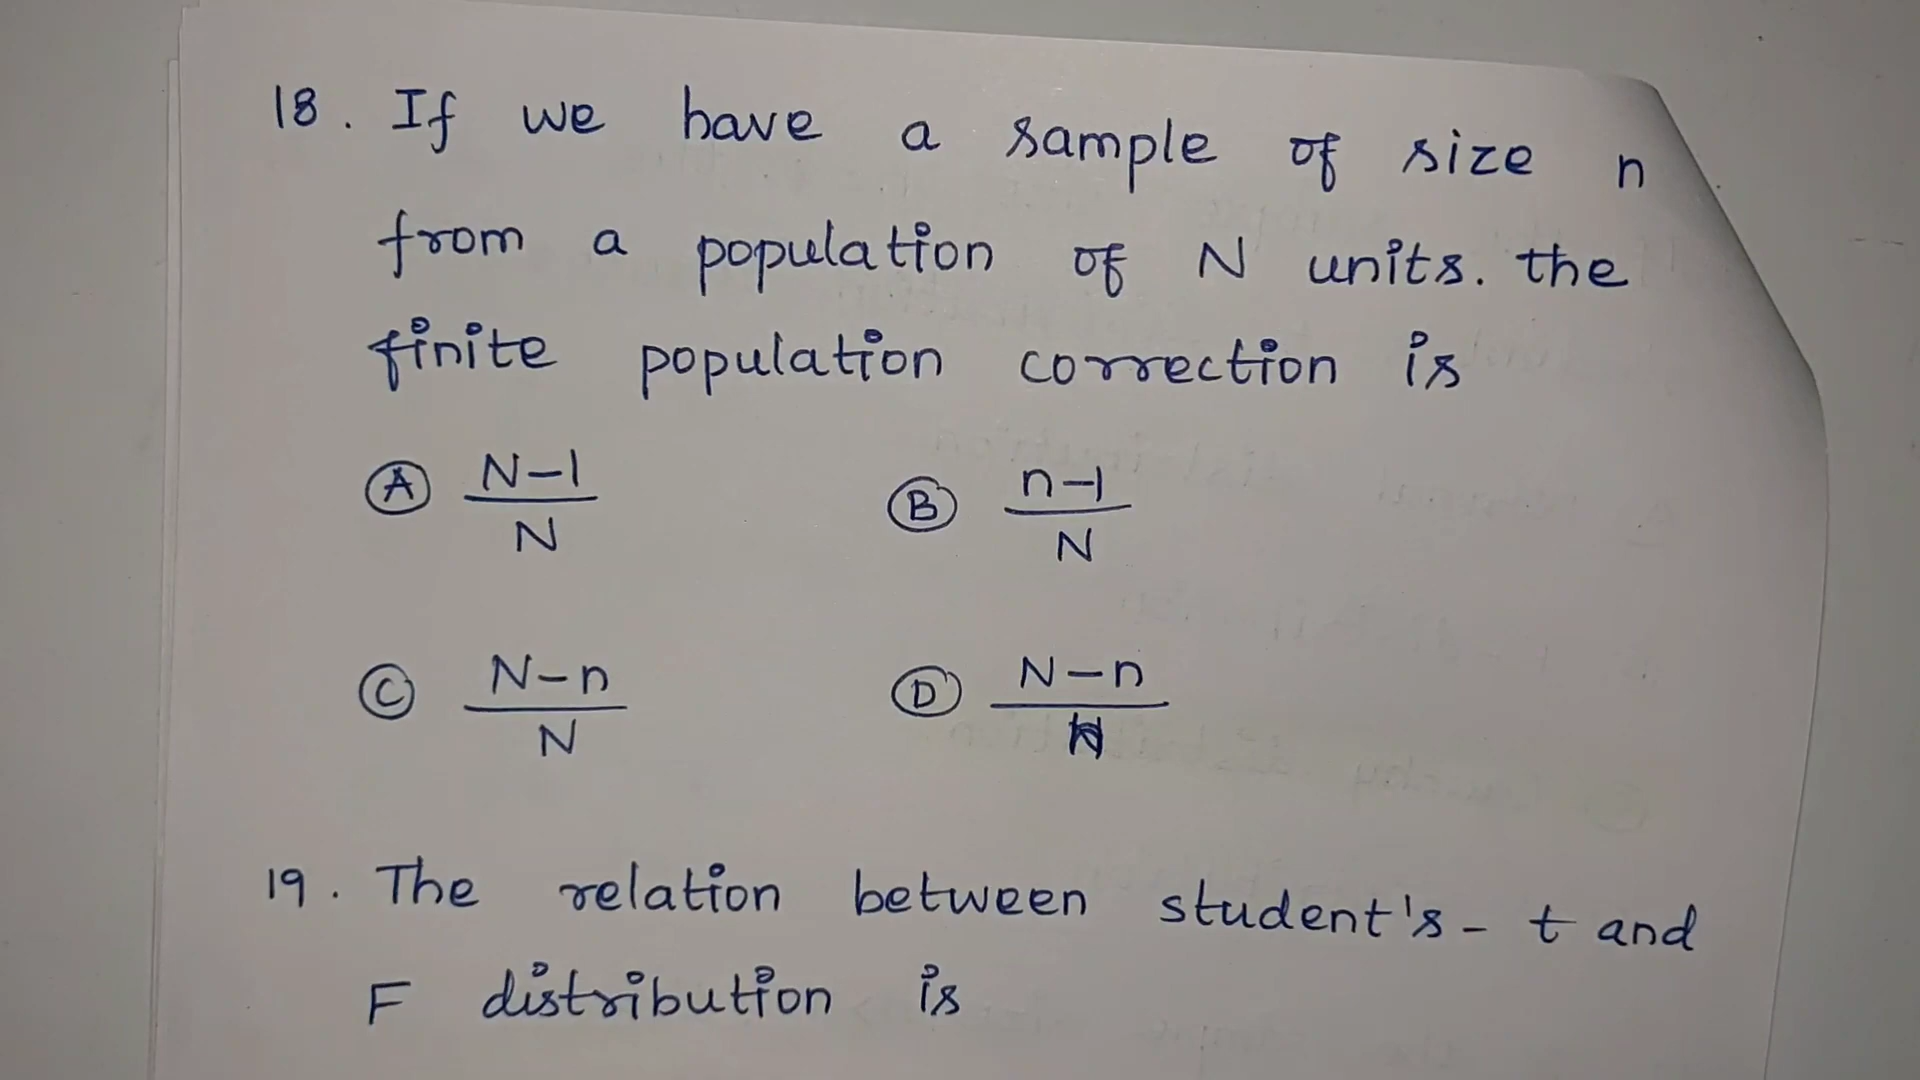 18. If we have a sample of size n
from a population of N units. the
finite population correction is
(A) N-1/N (B) n-1/N
(C) N-n/N (D) N-n/
19. The relation between student's - t and
F distribution is